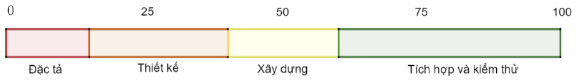 0 25 50 75 100
Đặc tả Thiết kế Xây dựng Tích hợp và kiểm thử